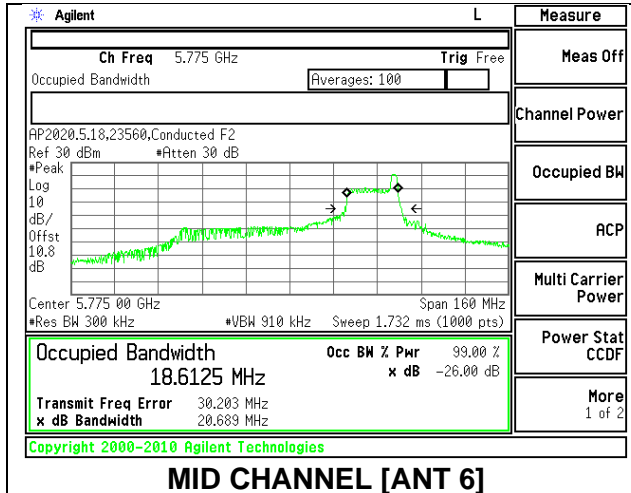 Agilent L
Ch Freq 5.775 GHz Trig Free
Occupied Bandwidth Averages: 100
AP2020.5.18,23560,Conducted F2
Ref 30 dBm #Atten 30 dB
#Peak
Log
10
dB/
Offst
10.8
dB
Center 5.775 00 GHz Span 160 MHz
#Res BW 300 kHz #VBW 910 kHz Sweep 1.732 ms (1000 pts)
Occupied Bandwidth Occ BW % Pwr 99.00 %
18.6125 MHz x dB -26.00 dB
Transmit Freq Error 30.203 MHz
x dB Bandwidth 20.689 MHz
Copyright 2000-2010 Agilent Technologies
Measure
Meas Off
Channel Power
Occupied BW
ACP
Multi Carrier
Power
Power Stat
CCDF
More
1 of 2
MID CHANNEL [ANT 6]